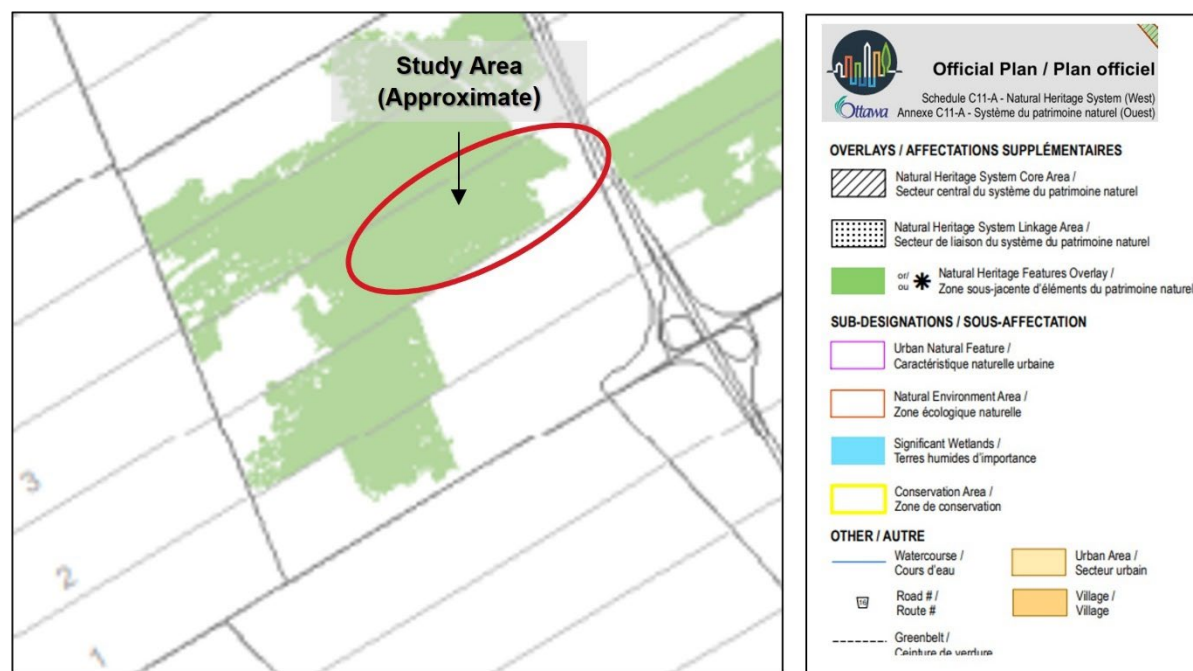 Study Area
(Approximate)
3
2
1
Ottawa
Official Plan / Plan officiel
Schedule C11-A - Natural Heritage System (West)
Annexe C11-A - Système du patrimoine naturel (Ouest)
OVERLAYS / AFFECTATIONS SUPPLÉMENTAIRES
Natural Heritage System Core Area /
Secteur central du système du patrimoine naturel
Natural Heritage System Linkage Area /
Secteur de liaison du système du patrimoine naturel
or/
ou
Natural Heritage Features Overlay /
Zone sous-jacente d'éléments du patrimoine naturel
SUB-DESIGNATIONS / SOUS-AFFECTATION
Urban Natural Feature /
Caractéristique naturelle urbaine
Natural Environment Area /
Zone écologique naturelle
Significant Wetlands /
Terres humides d'importance
Conservation Area /
Zone de conservation
OTHER / AUTRE
Watercourse /
Cours d'eau
Urban Area /
Secteur urbain
16
Road # /
Route #
Village /
Village
Greenbelt /
Ceinture de verdure